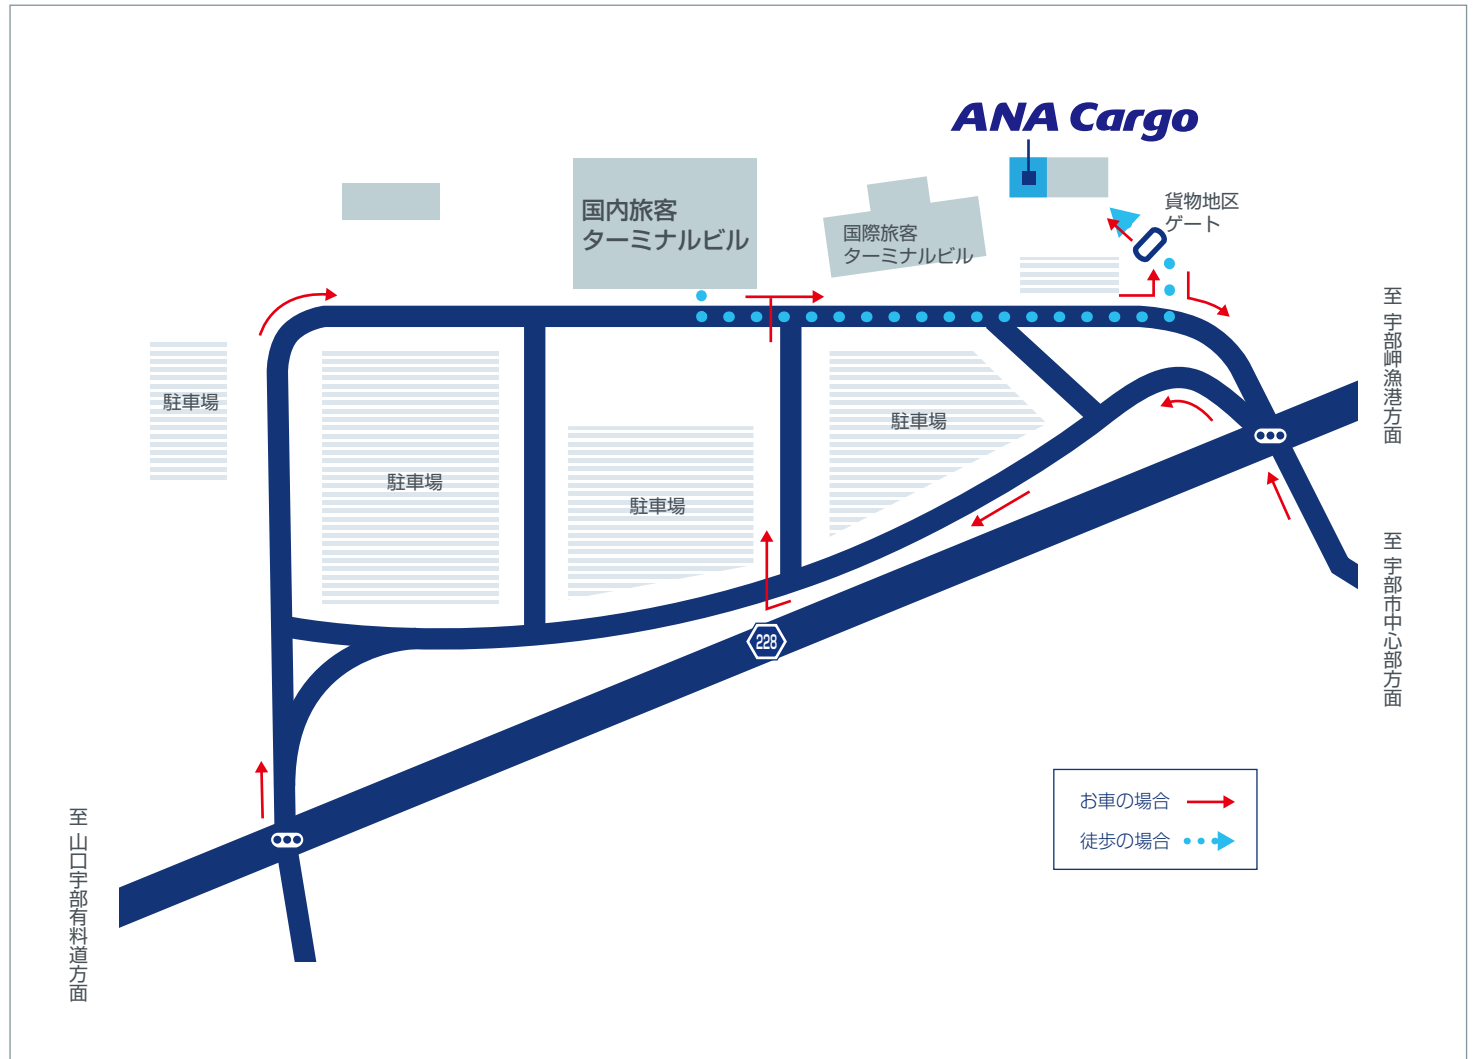 ANA Cargo
貨物地区
ゲート
国内旅客
ターミナルビル
国際旅客
ターミナルビル
至 宇部岬漁港方面
駐車場
駐車場
駐車場
駐車場
至 宇部市中心部方面
228
お車の場合
徒歩の場合
至 山口宇部有料道方面